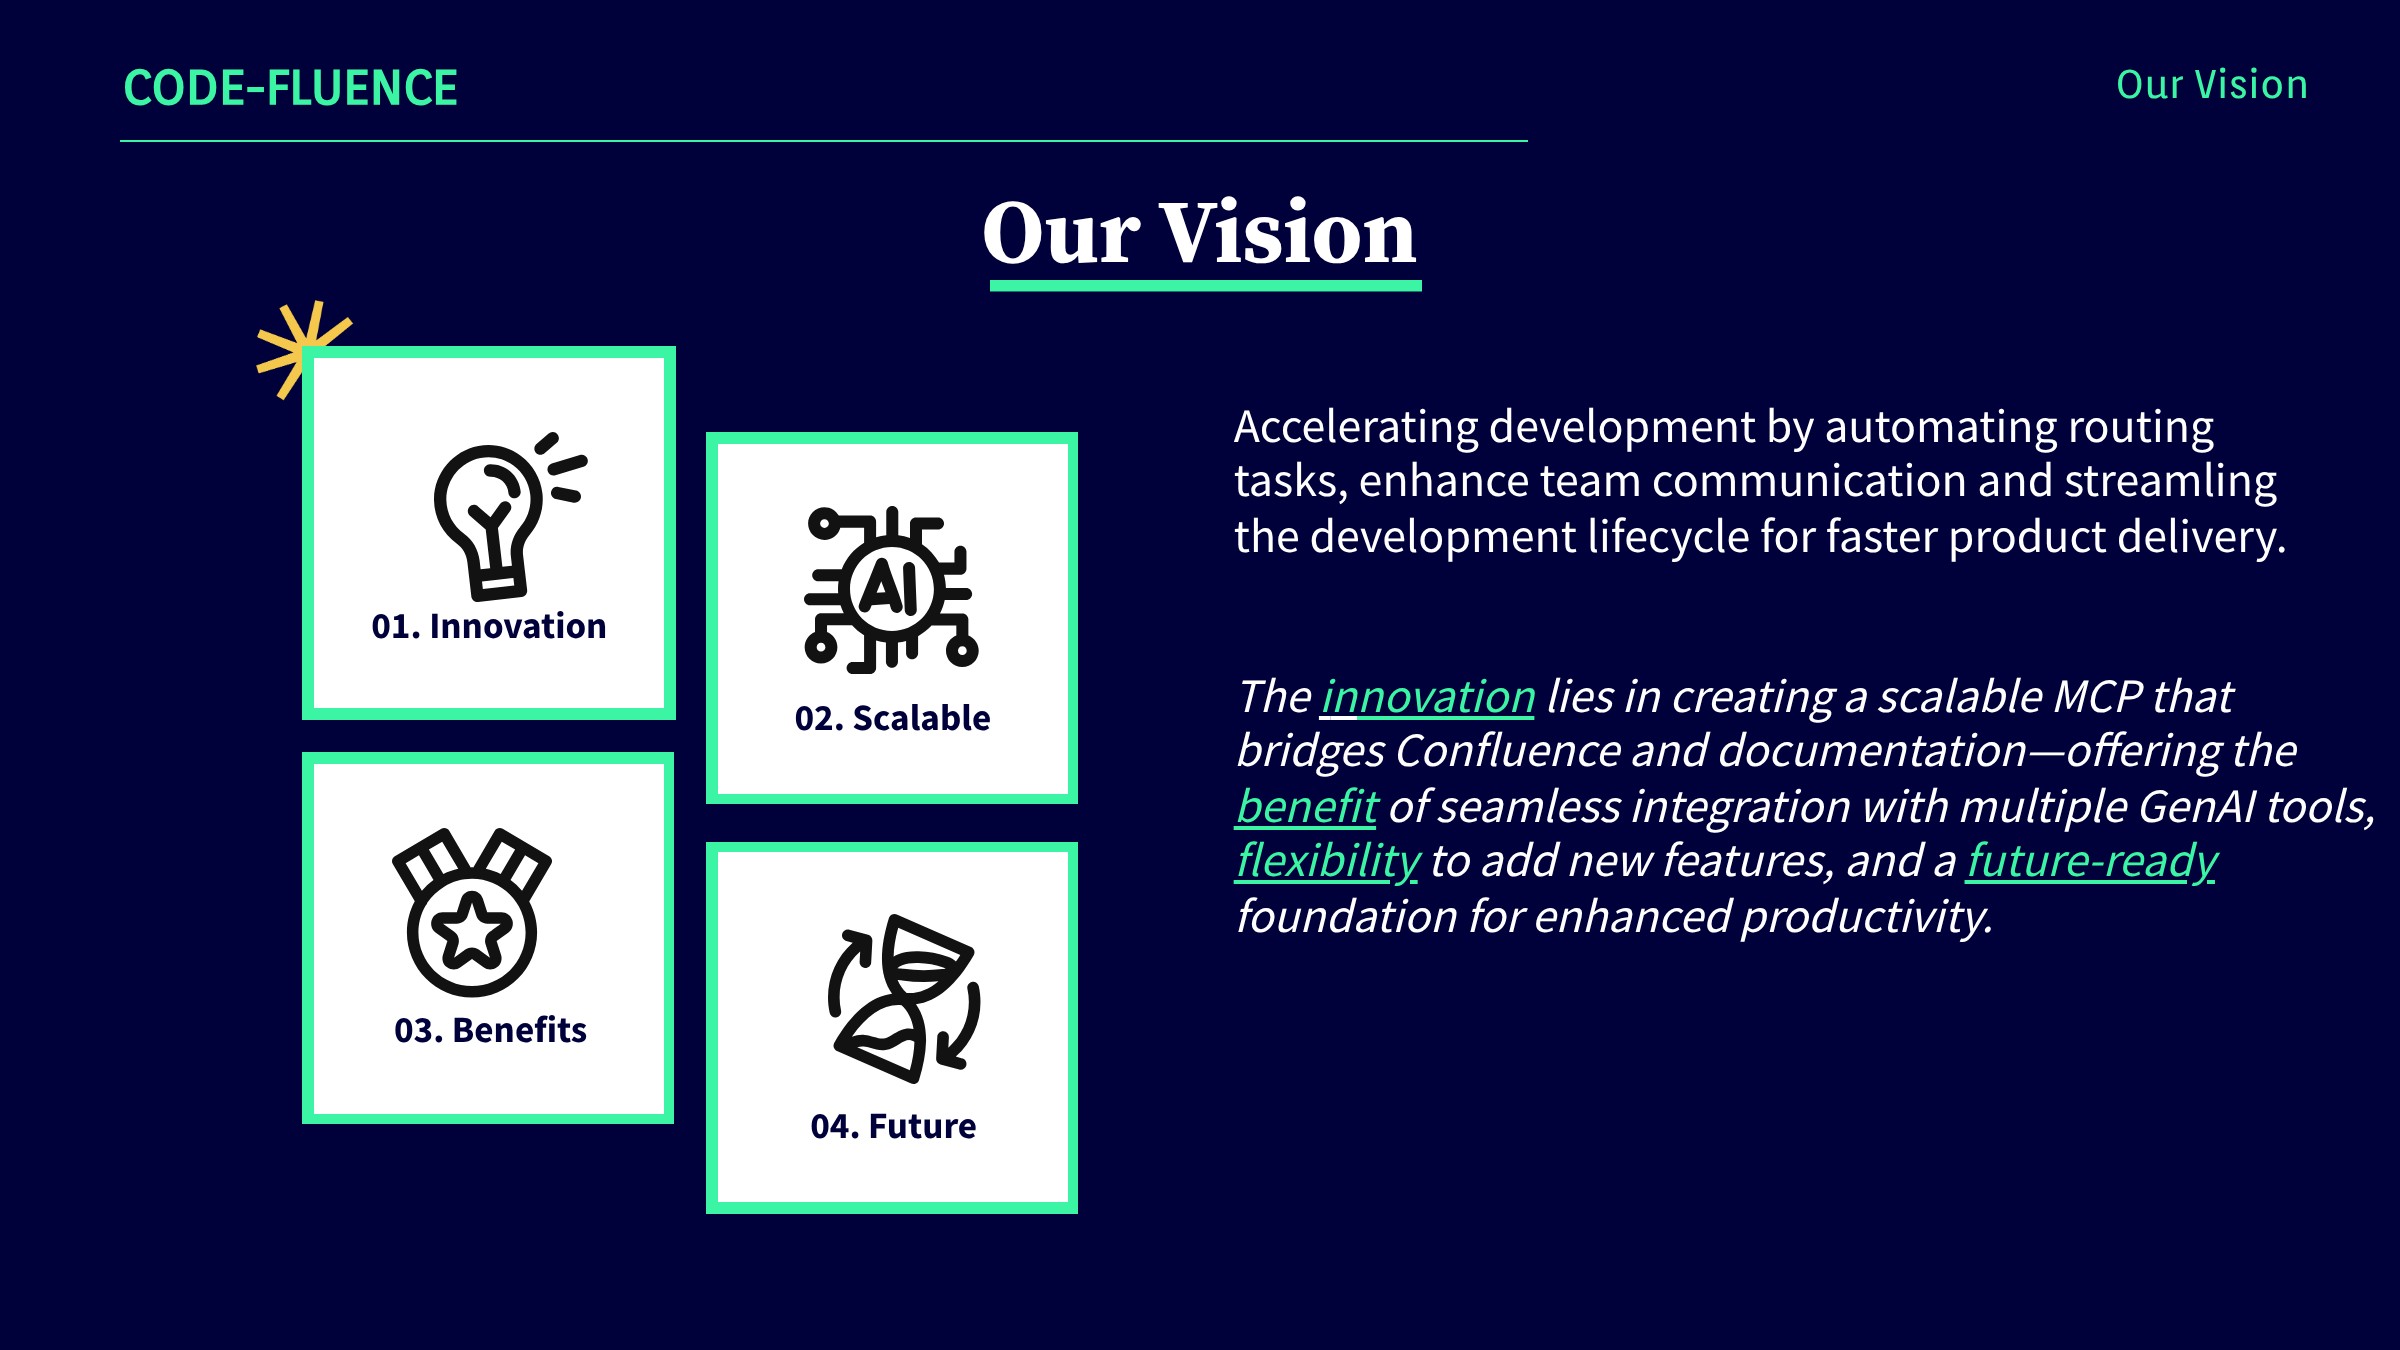 CODE-FLUENCE
Our Vision
Our Vision
01. Innovation
02. Scalable
03. Benefits
04. Future
Accelerating development by automating routing
tasks, enhance team communication and streamling
the development lifecycle for faster product delivery.
The innovation lies in creating a scalable MCP that
bridges Confluence and documentation—offering the
benefit of seamless integration with multiple GenAI tools,
flexibility to add new features, and a future-ready
foundation for enhanced productivity.